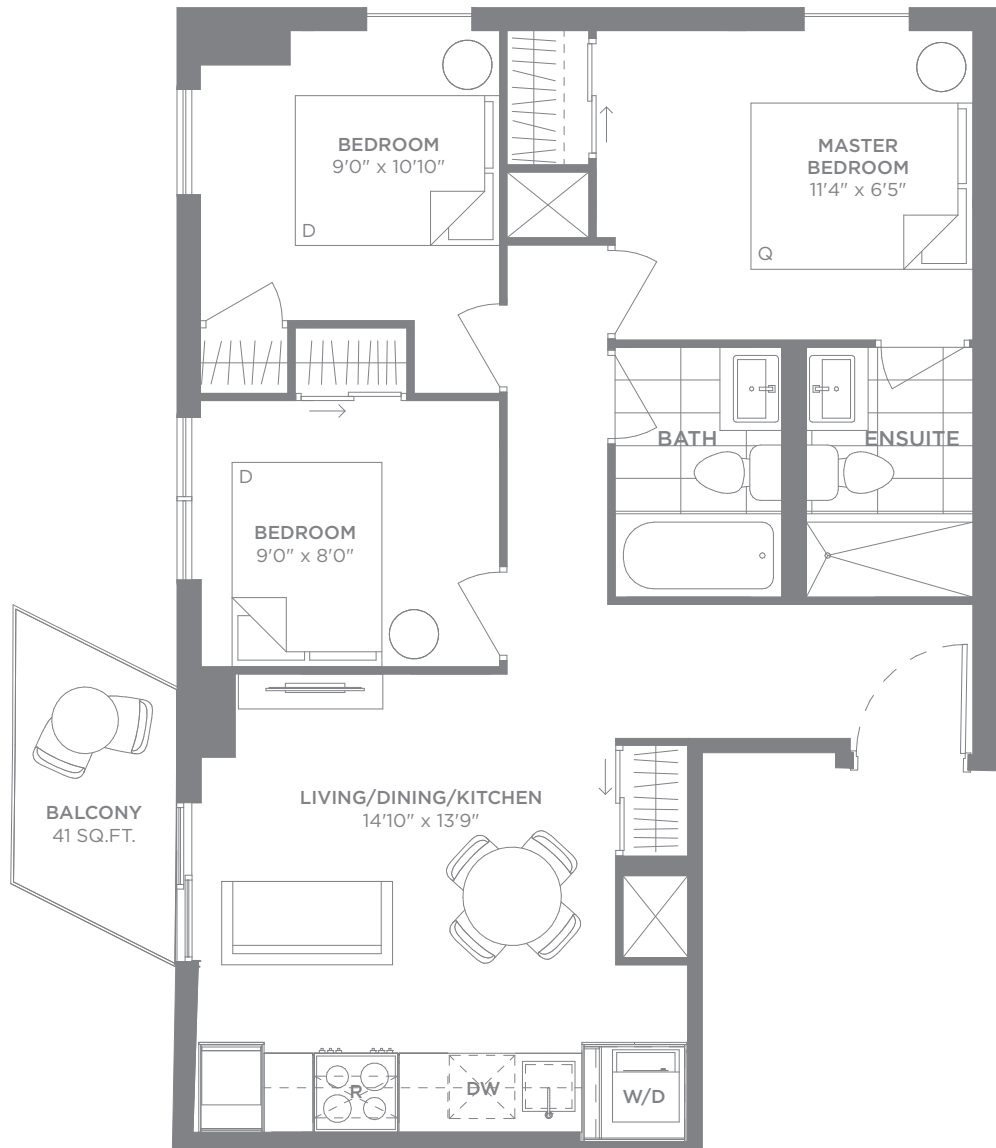 BEDROOM
9'0" x 10'10"
D
MASTER
BEDROOM
11'4" x 6'5"
Q
BATH
ENSUITE
D
BEDROOM
9'0" x 8'0"
BALCONY
41 SQ.FT.
LIVING/DINING/KITCHEN
14'10" x 13'9"
R
DW
W/D